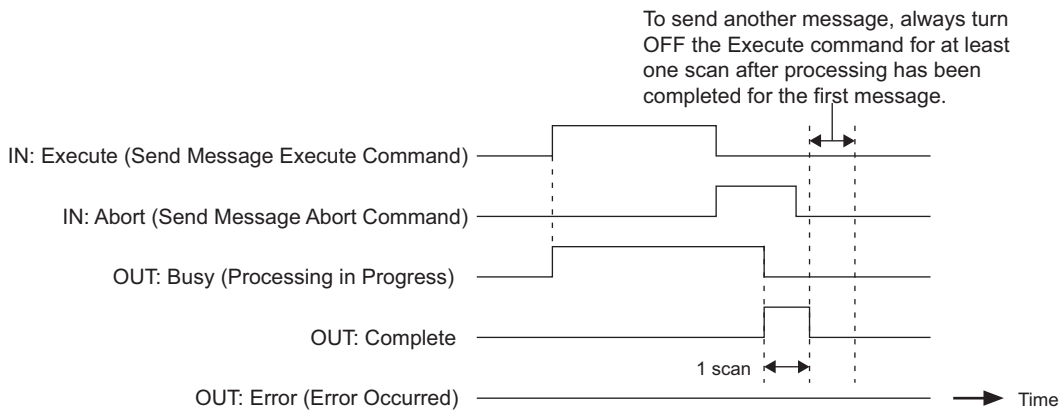 To send another message, always turn
OFF the Execute command for at least
one scan after processing has been
completed for the first message.
IN: Execute (Send Message Execute Command)
IN: Abort (Send Message Abort Command)
OUT: Busy (Processing in Progress)
OUT: Complete
1 scan
OUT: Error (Error Occurred)
Time